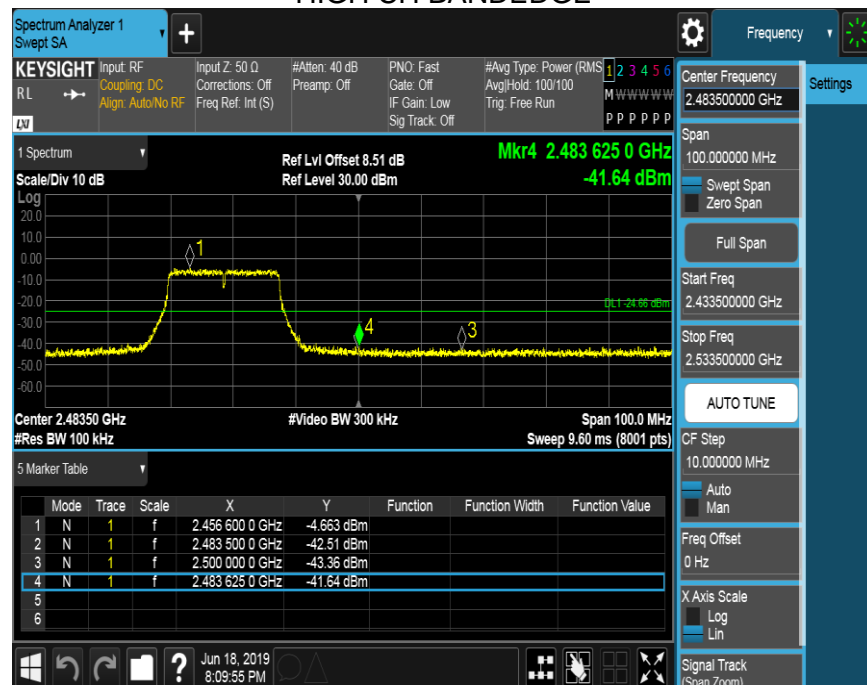 HIGH CH BANDEDGE
Spectrum Analyzer 1
Swept SA
+
Frequency
KEYSIGHT
RL
LXI
Input: RF
Coupling: DC
Align: Auto/No RF
Input Z: 50 Ω
Corrections: Off
Freq Ref: Int (S)
#Atten: 40 dB
Preamp: Off
PNO: Fast
Gate: Off
IF Gain: Low
Sig Track: Off
#Avg Type: Power (RMS
Avg|Hold: 100/100
Trig: Free Run
1 2 3 4 5 6
M W W W W W
P P P P P P
Settings
Center Frequency
2.483500000 GHz
Span
100.000000 MHz
Swept Span
Zero Span
Full Span
Start Freq
2.433500000 GHz
Stop Freq
2.533500000 GHz
AUTO TUNE
CF Step
10.000000 MHz
Auto
Man
Freq Offset
0 Hz
X Axis Scale
Log
Lin
Signal Track
(Span Zoom)
1 Spectrum
Scale/Div 10 dB
Ref Lvl Offset 8.51 dB
Ref Level 30.00 dBm
Mkr4 2.483 625 0 GHz
-41.64 dBm
Log
20.0
10.0
0.00
-10.0
-20.0
-30.0
-40.0
-50.0
-60.0
1
DL1 -24.66 dBm
4
3
Center 2.48350 GHz
#Video BW 300 kHz
Span 100.0 MHz
#Res BW 100 kHz
Sweep 9.60 ms (8001 pts)
5 Marker Table
Mode Trace Scale X Y Function Function Width Function Value
1 N 1 f 2.456 600 0 GHz -4.663 dBm
2 N 1 f 2.483 500 0 GHz -42.51 dBm
3 N 1 f 2.500 000 0 GHz -43.36 dBm
4 N 1 f 2.483 625 0 GHz -41.64 dBm
5
6
?
Jun 18, 2019
8:09:55 PM